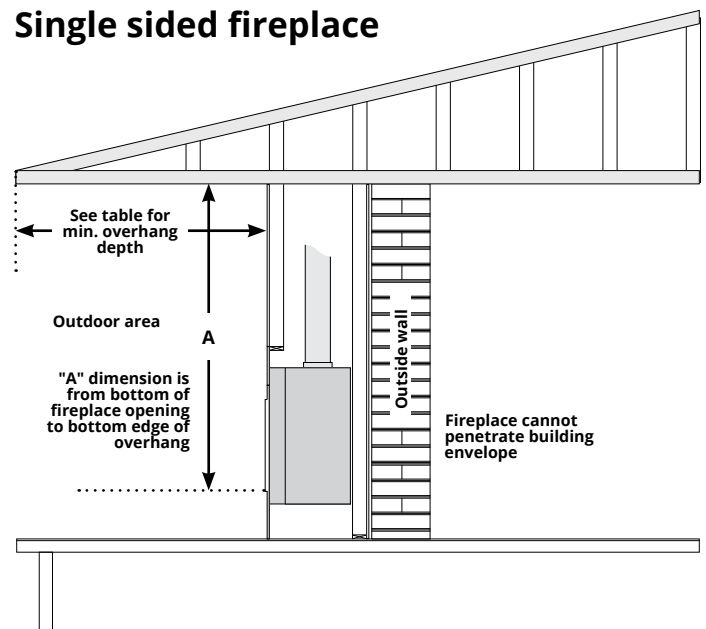 Single sided fireplace
See table for
min. overhang
depth
Outdoor area
A
"A" dimension is
from bottom of
fireplace opening
to bottom edge of
overhang
Outside wall
Fireplace cannot
penetrate building
envelope